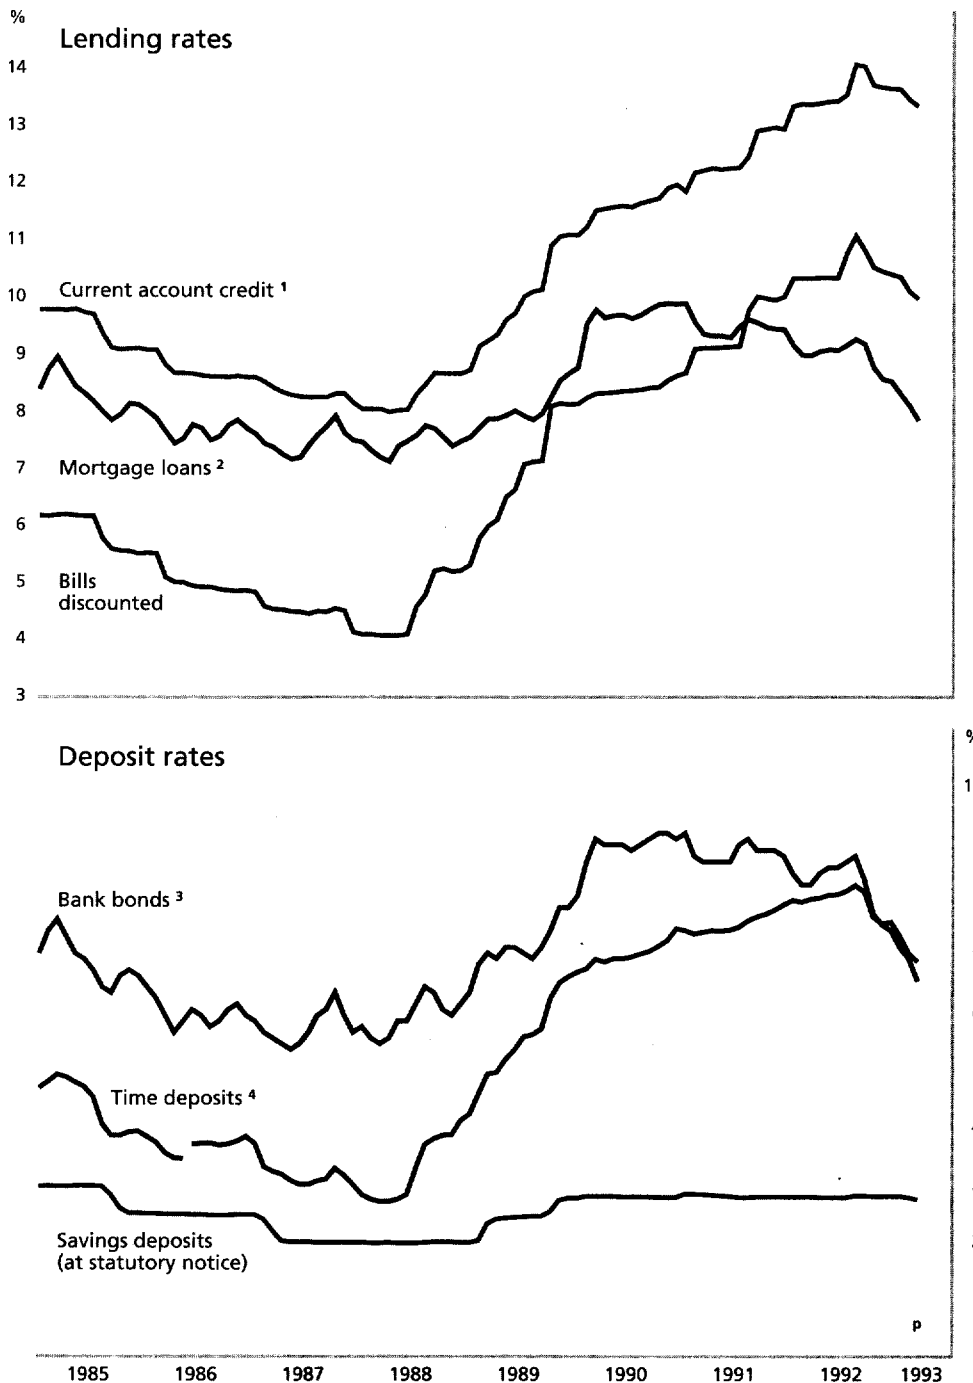 %
Lending rates
14
13
12
11
10
9
8
7
6
5
4
3
Current account credit 1
Mortgage loans 2
Bills
discounted
%
Deposit rates
1
Bank bonds 3
Time deposits 4
Savings deposits
(at statutory notice)
p
1985 1986 1987 1988 1989 1990 1991 1992 1993